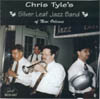 Chris Tyle's
Silver Leaf Jazz Band
of New Orleans
Jazz